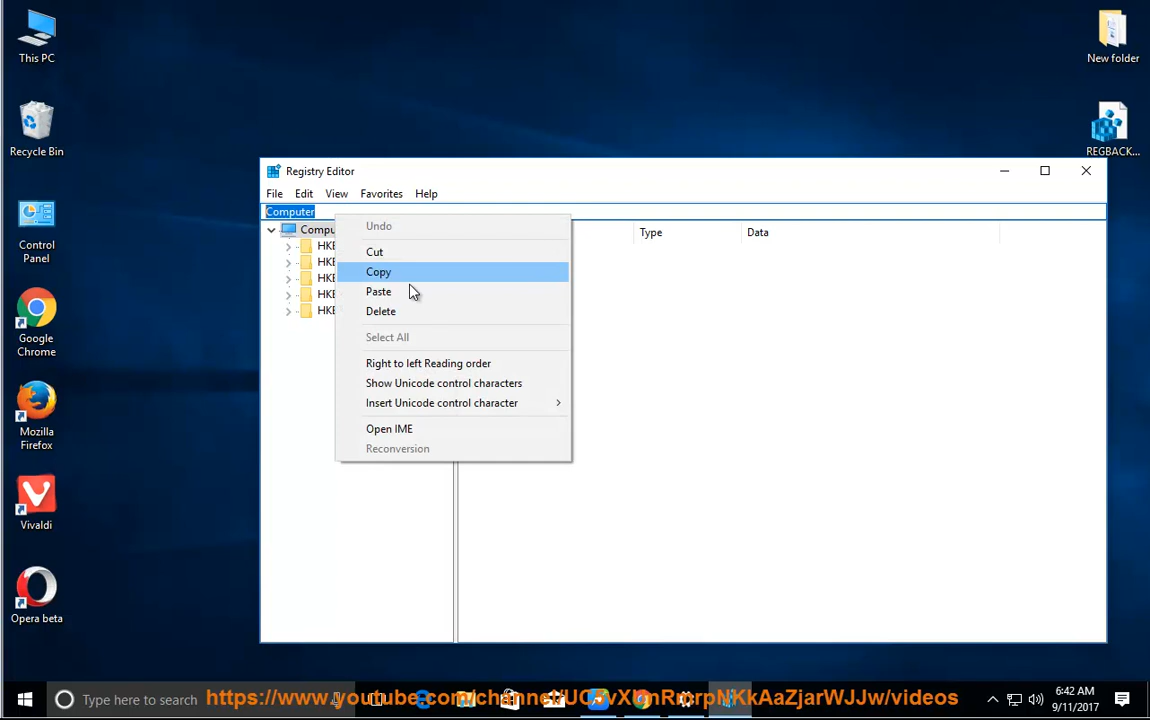 This PC
Recycle Bin
Control
Panel
Google
Chrome
Mozilla
Firefox
Vivaldi
Opera beta
New folder
REGBACK...
Registry Editor
File Edit View Favorites Help
Computer
Type Data
Undo
Cut
Copy
Paste
Delete
Select All
Right to left Reading order
Show Unicode control characters
Insert Unicode control character
Open IME
Reconversion
Type here to search
6:42 AM
9/11/2017